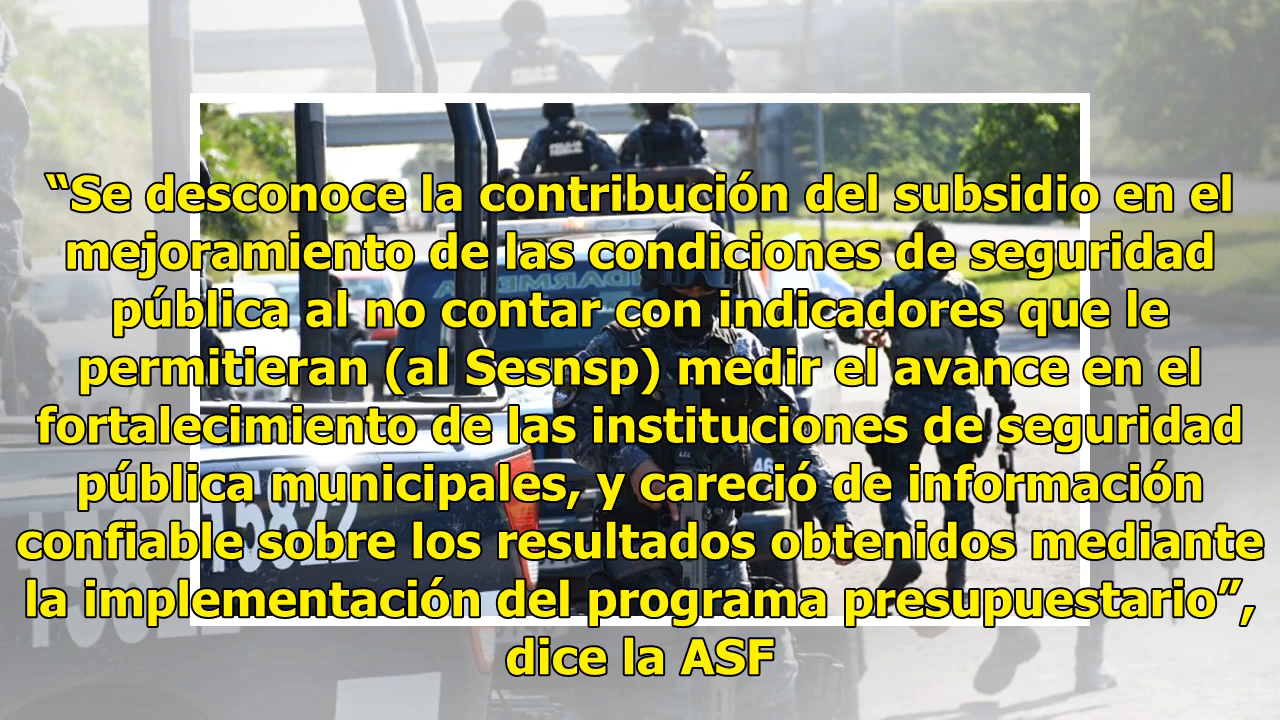 “Se desconoce la contribución del subsidio en el
mejoramiento de las condiciones de seguridad
pública al no contar con indicadores que le
permitieran (al Sesnsp) medir el avance en el
fortalecimiento de las instituciones de seguridad
pública municipales, y careció de información
confiable sobre los resultados obtenidos mediante
la implementación del programa presupuestario”,
dice la ASF
15822
46